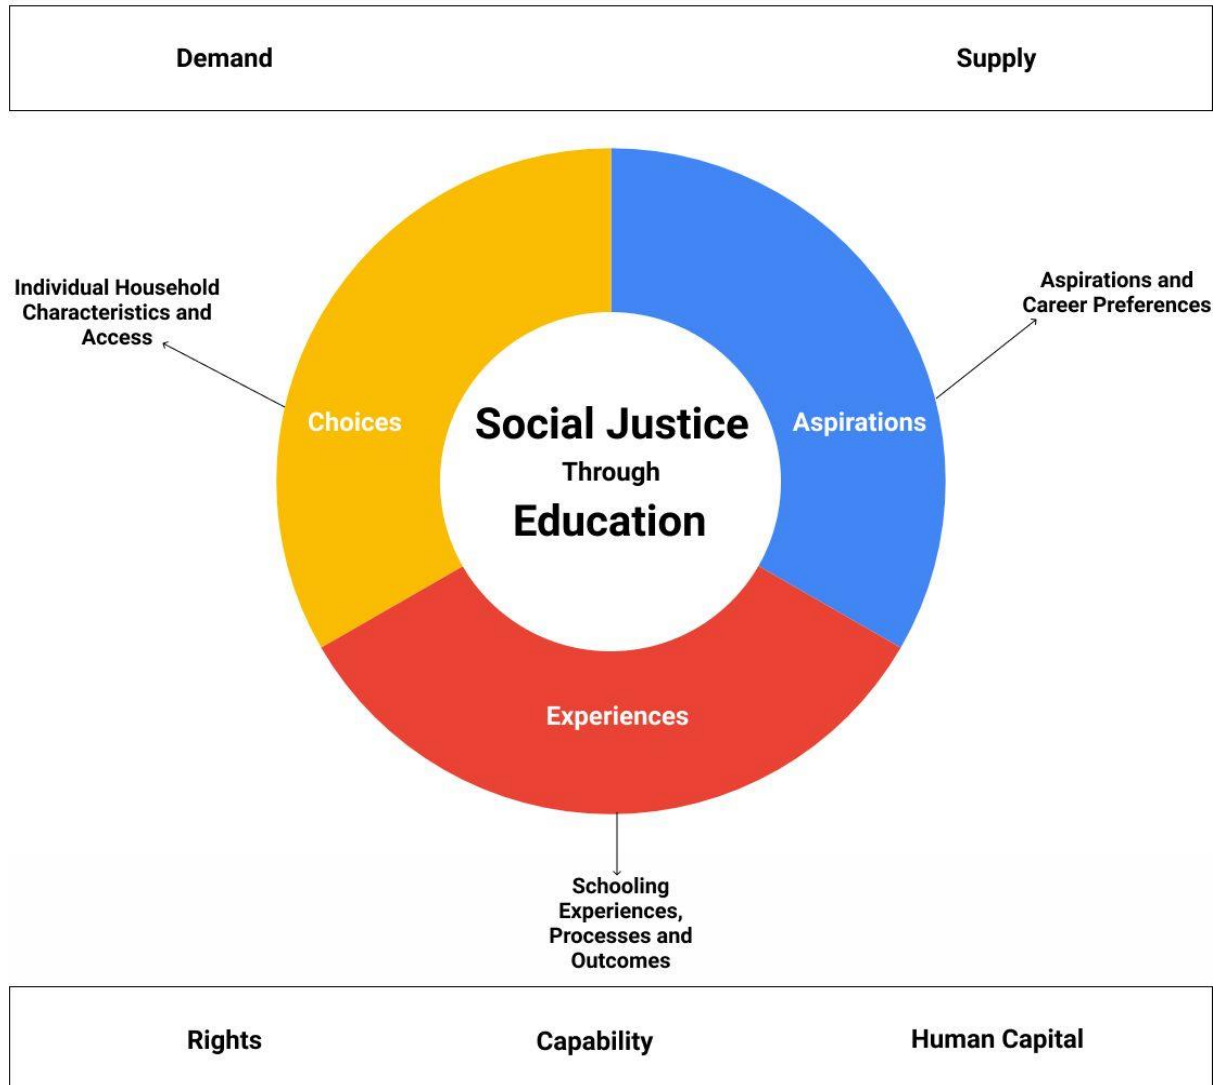 Demand
Supply
Individual Household
Characteristics and
Access
Aspirations and
Career Preferences
Choices
Social Justice
Through
Education
Aspirations
Experiences
Schooling
Experiences,
Processes and
Outcomes
Rights
Capability
Human Capital